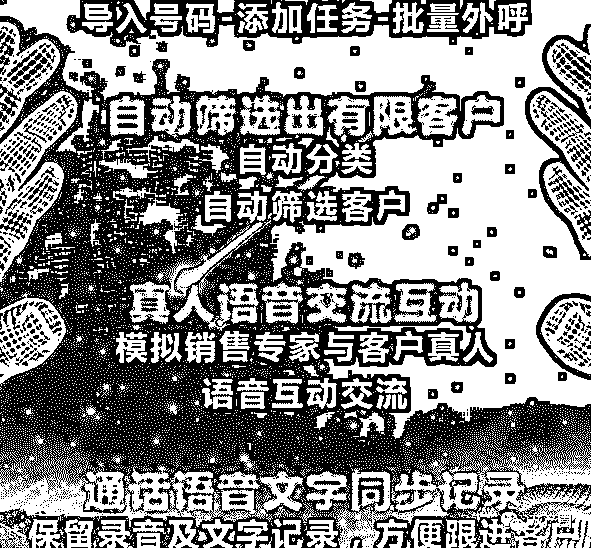 导入号码-添加任务-批量外呼
自动筛选出有限客户
自动分类
自动筛选客户
真人语音交流互动
模拟销售专家与客户真人
语音互动交流
通话语音文字同步记录
保留录音及文字记录，方便跟进客户